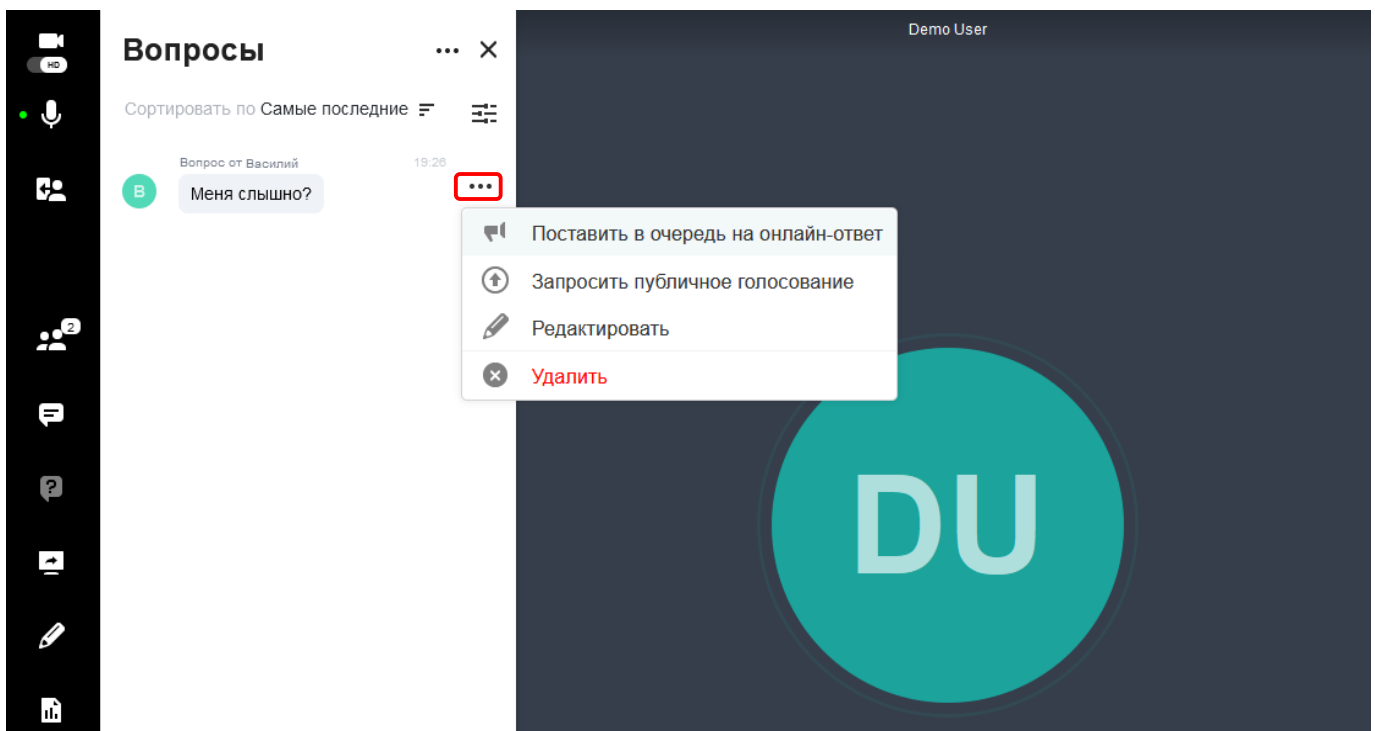 Demo User
HD
Вопросы
Сортировать по Самые последние
Вопрос от Василий 19:26
В
Меня слышно?
Поставить в очередь на онлайн-ответ
Запросить публичное голосование
2
Редактировать
Удалить
DU